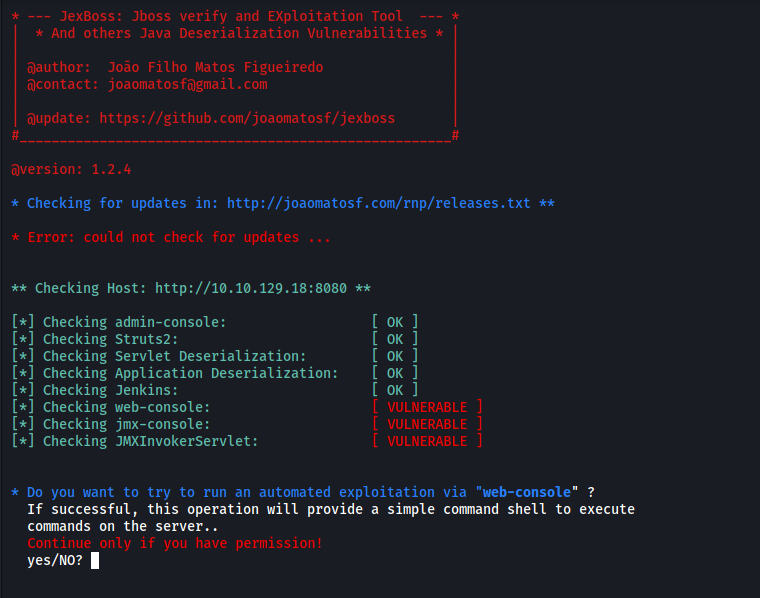 * --- JexBoss: Jboss verify and EXploitation Tool  --- *
|  * And others Java Deserialization Vulnerabilities * |
|                                                      |
| @author:  João Filho Matos Figueiredo                |
| @contact: joaomatosf@gmail.com                       |
|                                                      |
| @update: https://github.com/joaomatosf/jexboss       |
#______________________________________________________#
@version: 1.2.4
* Checking for updates in: http://joaomatosf.com/rnp/releases.txt **
* Error: could not check for updates ...
** Checking Host: http://10.10.129.18:8080 **
[*] Checking admin-console:                  [ OK ]
[*] Checking Struts2:                        [ OK ]
[*] Checking Servlet Deserialization:        [ OK ]
[*] Checking Application Deserialization:    [ OK ]
[*] Checking Jenkins:                        [ OK ]
[*] Checking web-console:                    [ VULNERABLE ]
[*] Checking jmx-console:                    [ VULNERABLE ]
[*] Checking JMXInvokerServlet:              [ VULNERABLE ]
* Do you want to try to run an automated exploitation via "web-console" ?
If successful, this operation will provide a simple command shell to execute
commands on the server..
Continue only if you have permission!
yes/NO?